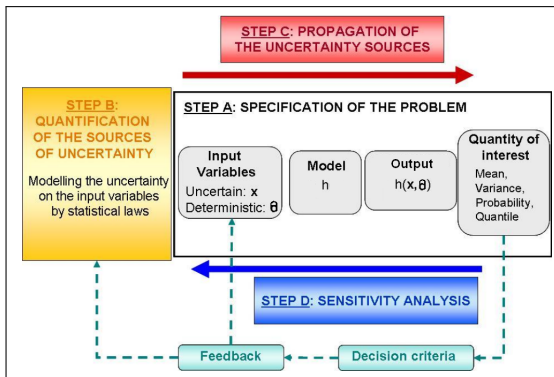 STEP C: PROPAGATION OF
THE UNCERTAINTY SOURCES
STEP B:
QUANTIFICATION
OF THE SOURCES
OF UNCERTAINTY
Modelling the uncertainty
on the input variables
by statistical laws
STEP A: SPECIFICATION OF THE PROBLEM
Input
Variables
Uncertain: x
Deterministic: θ
Model
h
Output
h(x,θ)
Quantity of
interest
Mean,
Variance,
Probability,
Quantile
STEP D: SENSITIVITY ANALYSIS
Feedback
Decision criteria